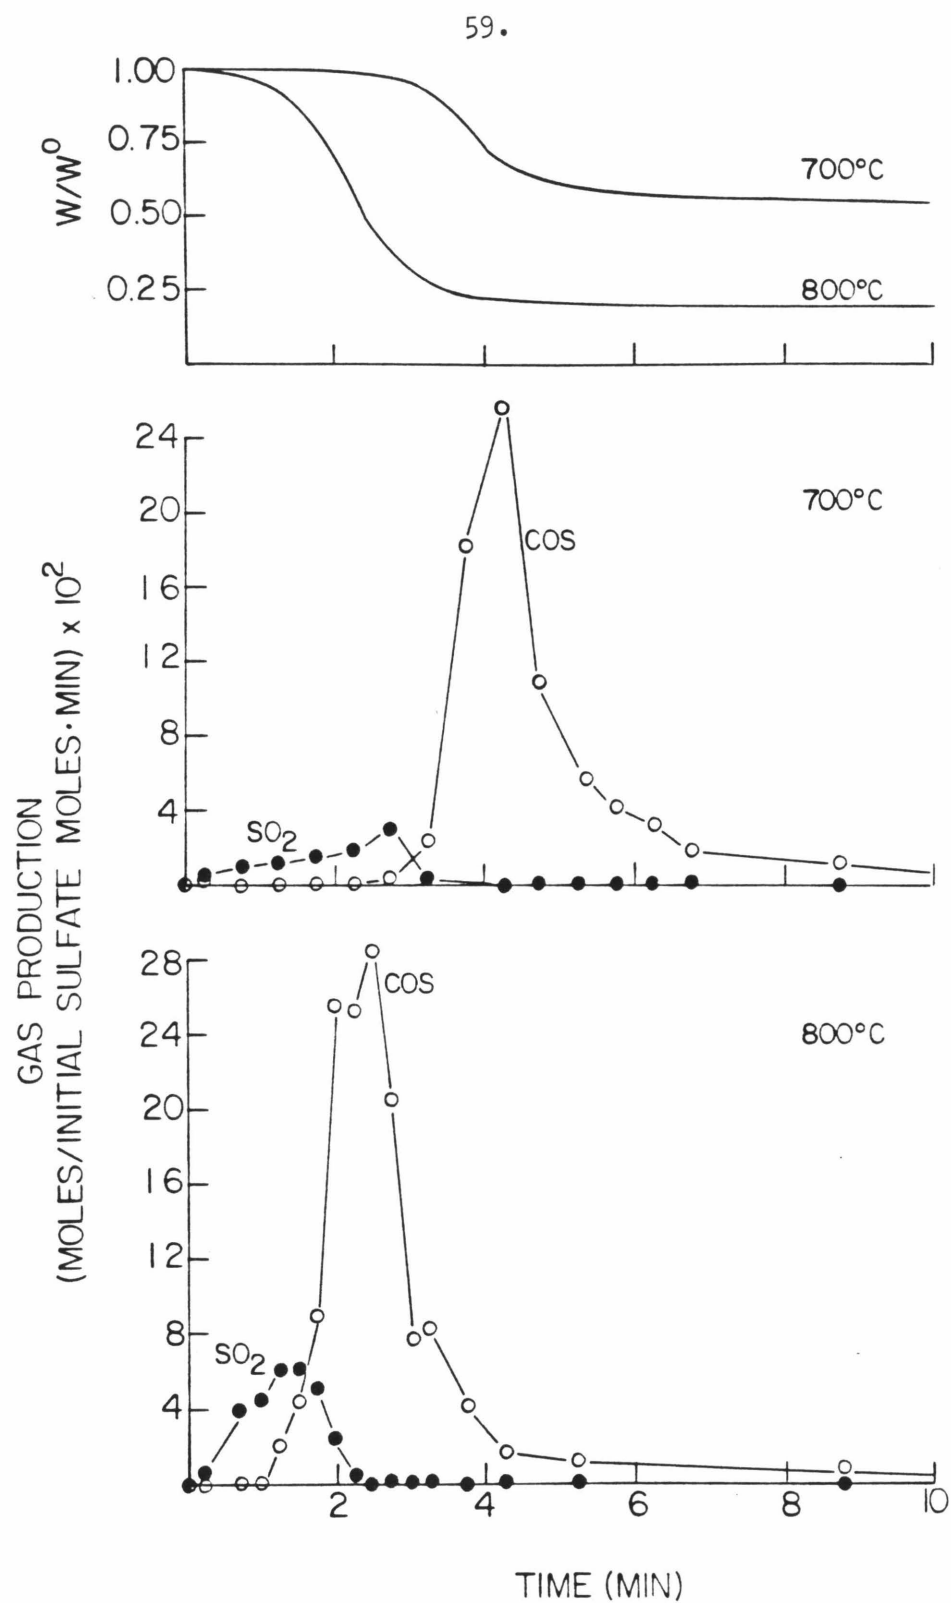 59.
W/W⁰
1.00
0.75
0.50
0.25
700°C
800°C
GAS PRODUCTION
(MOLES/INITIAL SULFATE MOLES·MIN) x 10²
24
20
16
12
8
4
700°C
COS
SO₂
28
24
20
16
12
8
4
800°C
COS
SO₂
2
4
6
8
10
TIME (MIN)